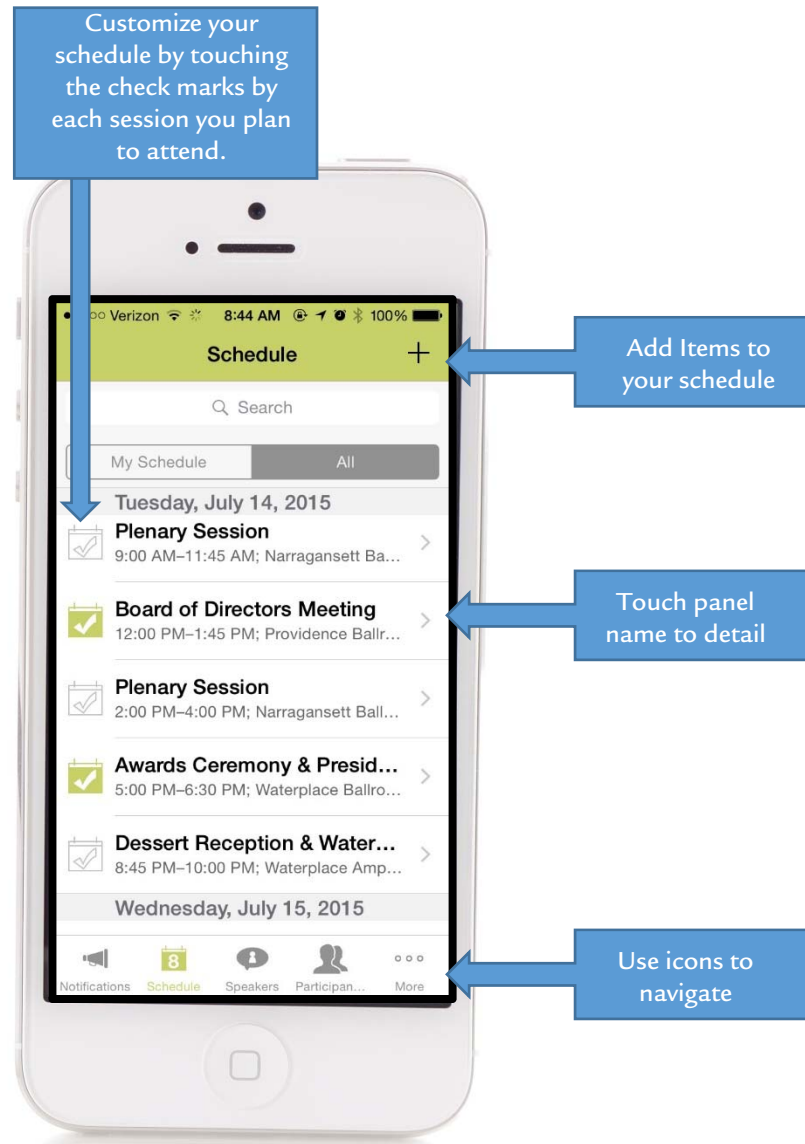 Customize your
schedule by touching
the check marks by
each session you plan
to attend.
Verizon 8:44 AM 100%
Schedule +
Add Items to
your schedule
Search
My Schedule All
Tuesday, July 14, 2015
Plenary Session
9:00 AM–11:45 AM; Narragansett Ba...
Board of Directors Meeting
12:00 PM–1:45 PM; Providence Ballr...
Touch panel
name to detail
Plenary Session
2:00 PM–4:00 PM; Narragansett Ball...
Awards Ceremony & Presid...
5:00 PM–6:30 PM; Waterplace Ballro...
Dessert Reception & Water...
8:45 PM–10:00 PM; Waterplace Amp...
Wednesday, July 15, 2015
8
Notifications Schedule Speakers Participan... More
Use icons to
navigate